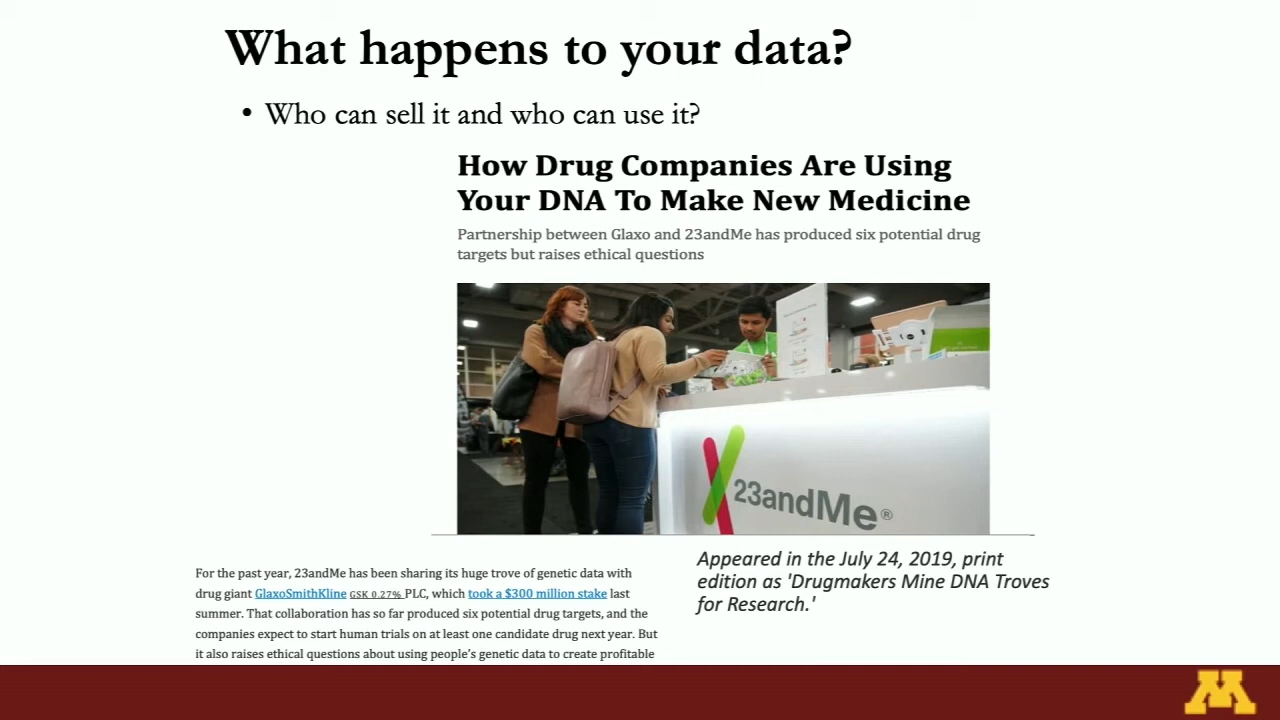 What happens to your data?
• Who can sell it and who can use it?
How Drug Companies Are Using
Your DNA To Make New Medicine
Partnership between Glaxo and 23andMe has produced six potential drug
targets but raises ethical questions
23andMe®
For the past year, 23andMe has been sharing its huge trove of genetic data with
drug giant GlaxoSmithKline GSK 0.27% PLC, which took a $300 million stake last
summer. That collaboration has so far produced six potential drug targets, and the
companies expect to start human trials on at least one candidate drug next year. But
it also raises ethical questions about using people's genetic data to create profitable
Appeared in the July 24, 2019, print
edition as 'Drugmakers Mine DNA Troves
for Research.'
M